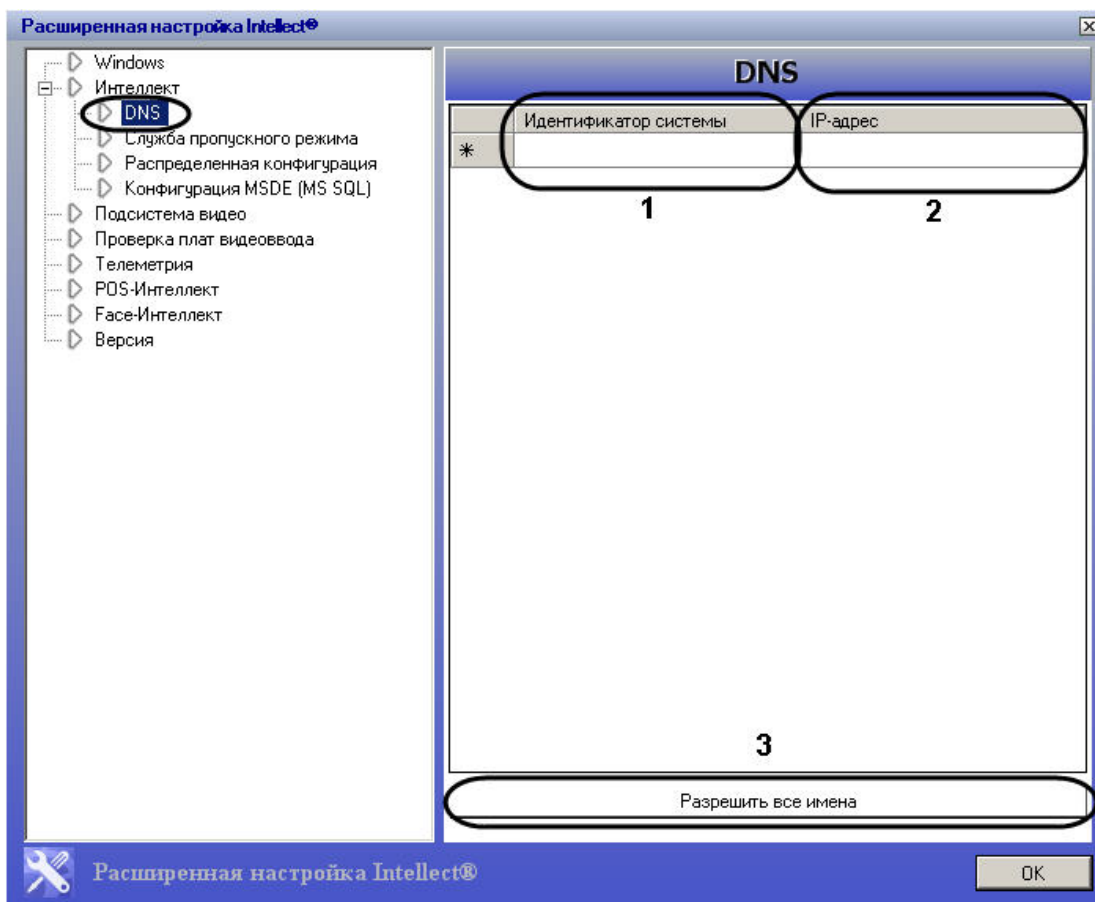 Расширенная настройка Intellect®
Windows
Интеллект
DNS
Служба пропускного режима
Распределенная конфигурация
Конфигурация MSDE (MS SQL)
Подсистема видео
Проверка плат видеоввода
Телеметрия
POS-Интеллект
Face-Интеллект
Версия
DNS
Идентификатор системы IP-адрес
1 2
3
Разрешить все имена
Расширенная настройка Intellect®
OK